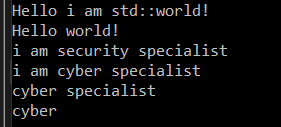 Hello i am std::world!
Hello world!
i am security specialist
i am cyber specialist
cyber specialist
cyber